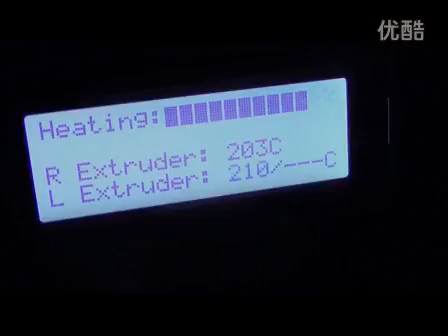 优酷
Heating:
R Extruder: 203C
L Extruder: 210/---C